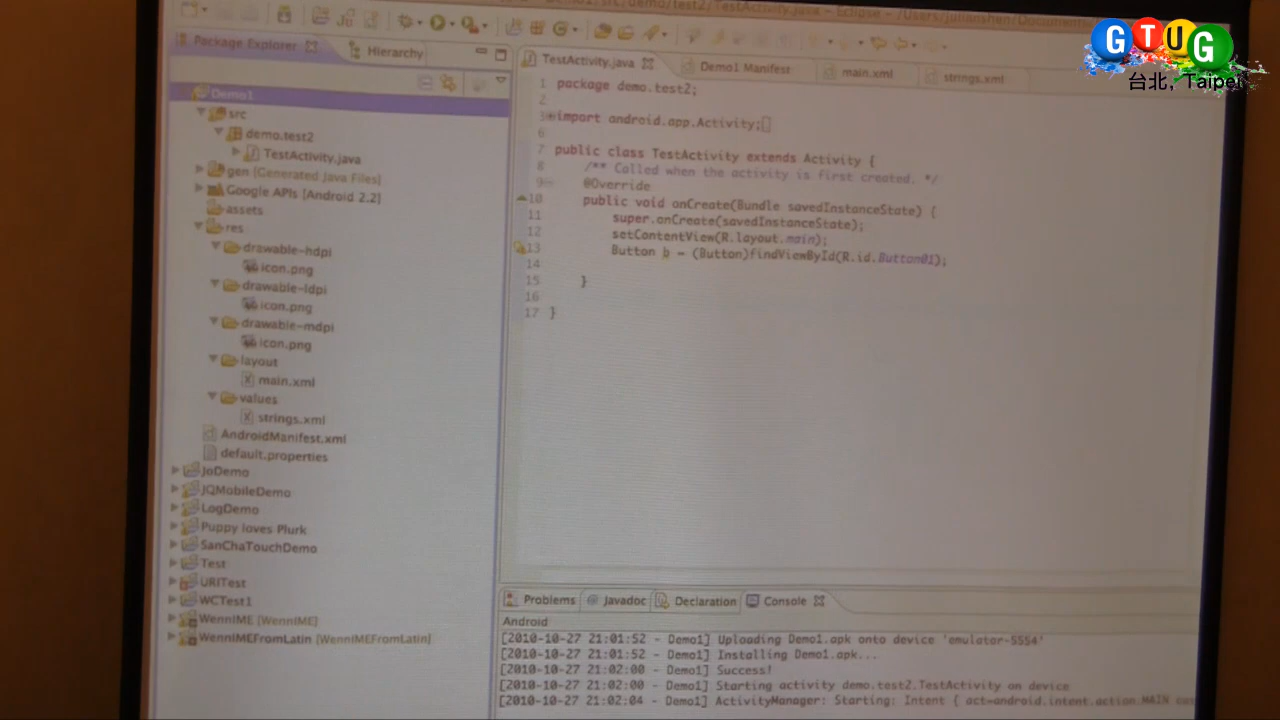 GTUG
台北, Taipei
Package Explorer
Hierarchy
Demo1
src
demo.test2
TestActivity.java
gen [Generated Java Files]
Google APIs [Android 2.2]
assets
res
drawable-hdpi
icon.png
drawable-ldpi
icon.png
drawable-mdpi
icon.png
layout
main.xml
values
strings.xml
AndroidManifest.xml
default.properties
JoDemo
JQMobileDemo
LogDemo
Puppy loves Plurk
SanChaTouchDemo
Test
URITest
WCTest1
WenniIME [WenniIME]
WenniIMEFromLatin [WenniIMEFromLatin]
TestActivity.java
Demo1 Manifest
main.xml
strings.xml
1 package demo.test2;
2
3 import android.app.Activity;
6
7 public class TestActivity extends Activity {
8 /** Called when the activity is first created. */
9 @Override
10 public void onCreate(Bundle savedInstanceState) {
11 super.onCreate(savedInstanceState);
12 setContentView(R.layout.main);
13 Button b = (Button)findViewById(R.id.Button01);
14
15 }
16
17 }
Problems
Javadoc
Declaration
Console
Android
[2010-10-27 21:01:52 - Demo1] Uploading Demo1.apk onto device 'emulator-5554'
[2010-10-27 21:01:52 - Demo1] Installing Demo1.apk...
[2010-10-27 21:02:00 - Demo1] Success!
[2010-10-27 21:02:00 - Demo1] Starting activity demo.test2.TestActivity on device
[2010-10-27 21:02:04 - Demo1] ActivityManager: Starting: Intent { act=android.intent.action.MAIN